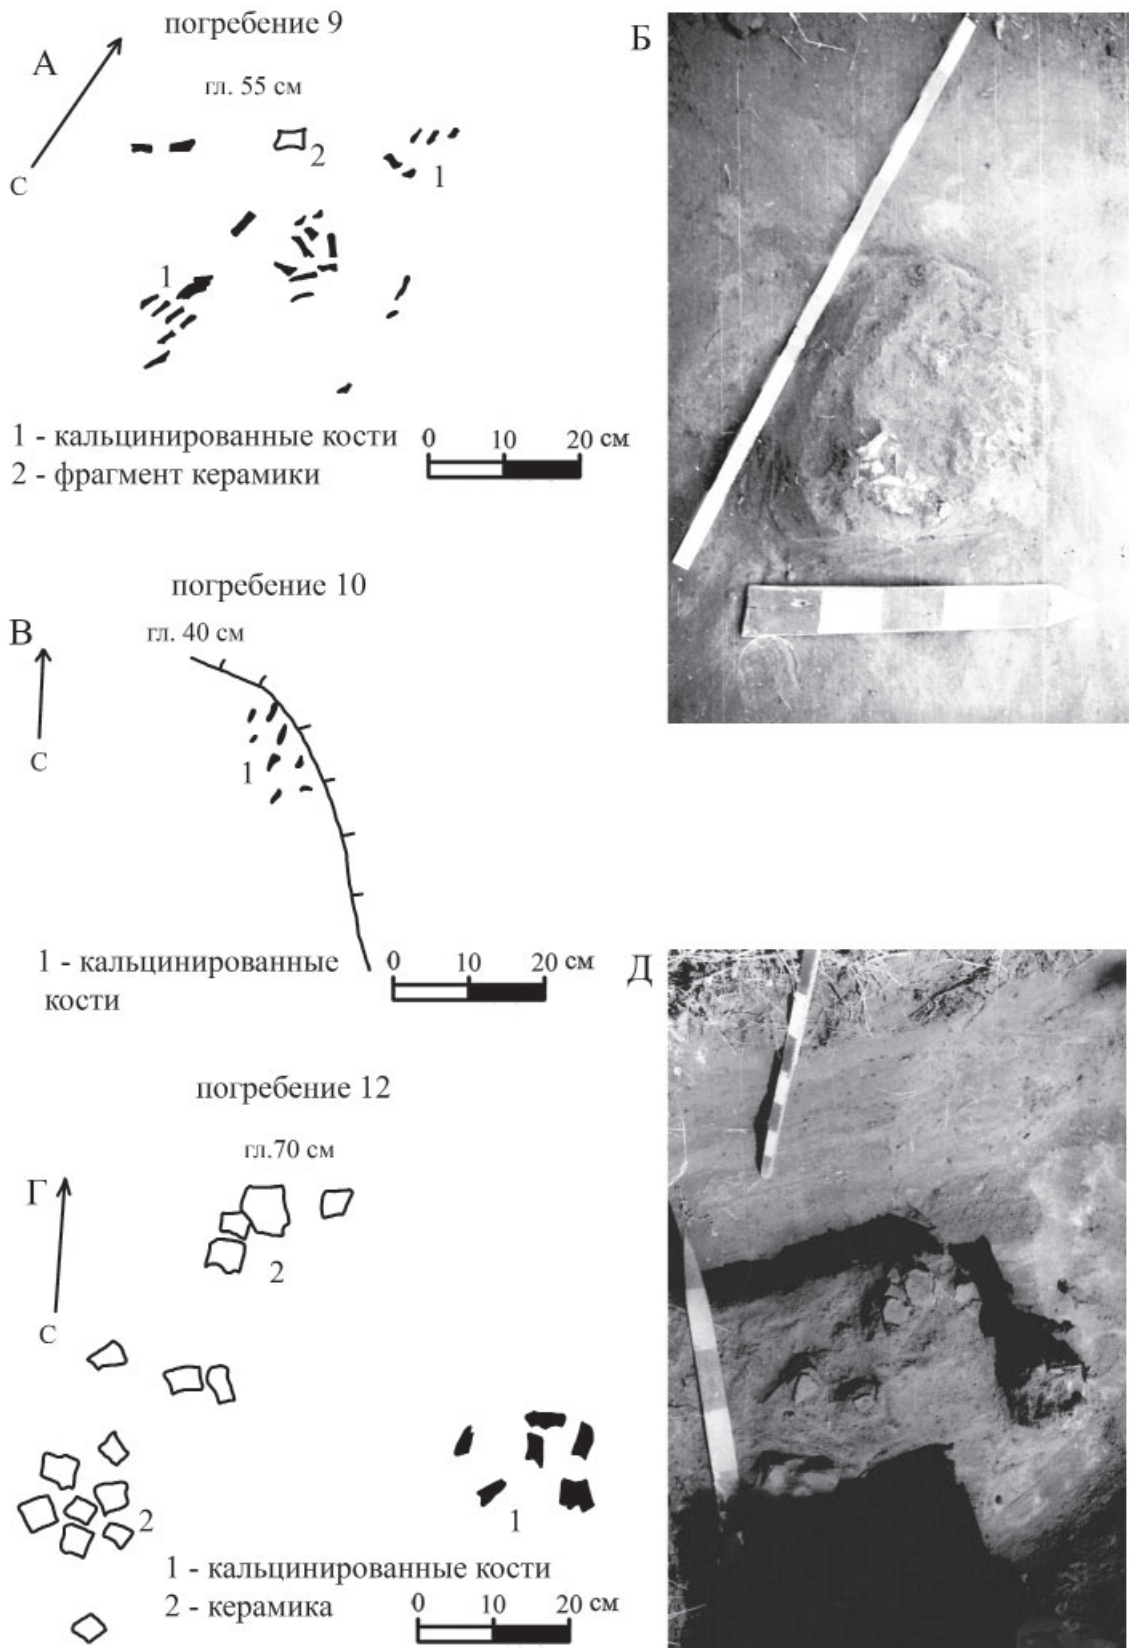 погребение 9
А
гл. 55 см
С
2
1
1
1 - кальцинированные кости
2 - фрагмент керамики
0 10 20 см
Б
погребение 10
В
гл. 40 см
С
1
1 - кальцинированные
кости
0 10 20 см
погребение 12
Г
гл.70 см
С
2
2
1
1 - кальцинированные кости
2 - керамика
0 10 20 см
Д